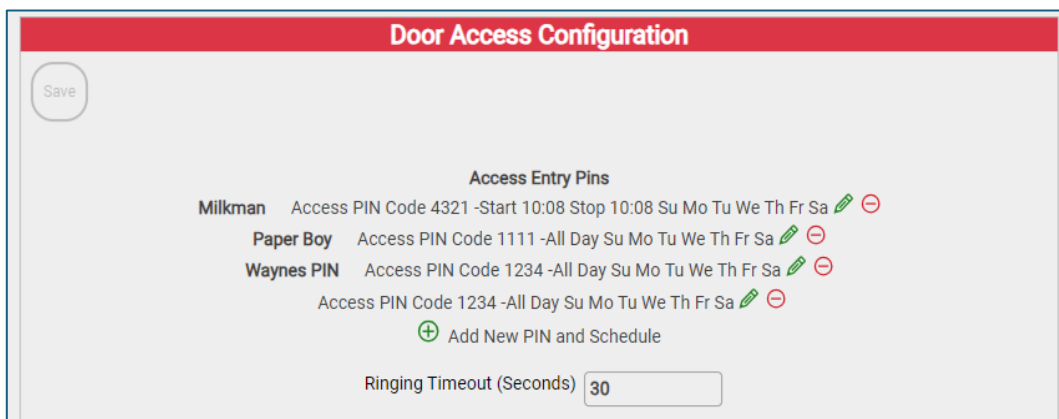 Door Access Configuration
Save
Access Entry Pins
Milkman Access PIN Code 4321 -Start 10:08 Stop 10:08 Su Mo Tu We Th Fr Sa
Paper Boy Access PIN Code 1111 -All Day Su Mo Tu We Th Fr Sa
Waynes PIN Access PIN Code 1234 -All Day Su Mo Tu We Th Fr Sa
Access PIN Code 1234 -All Day Su Mo Tu We Th Fr Sa
Add New PIN and Schedule
Ringing Timeout (Seconds) 30